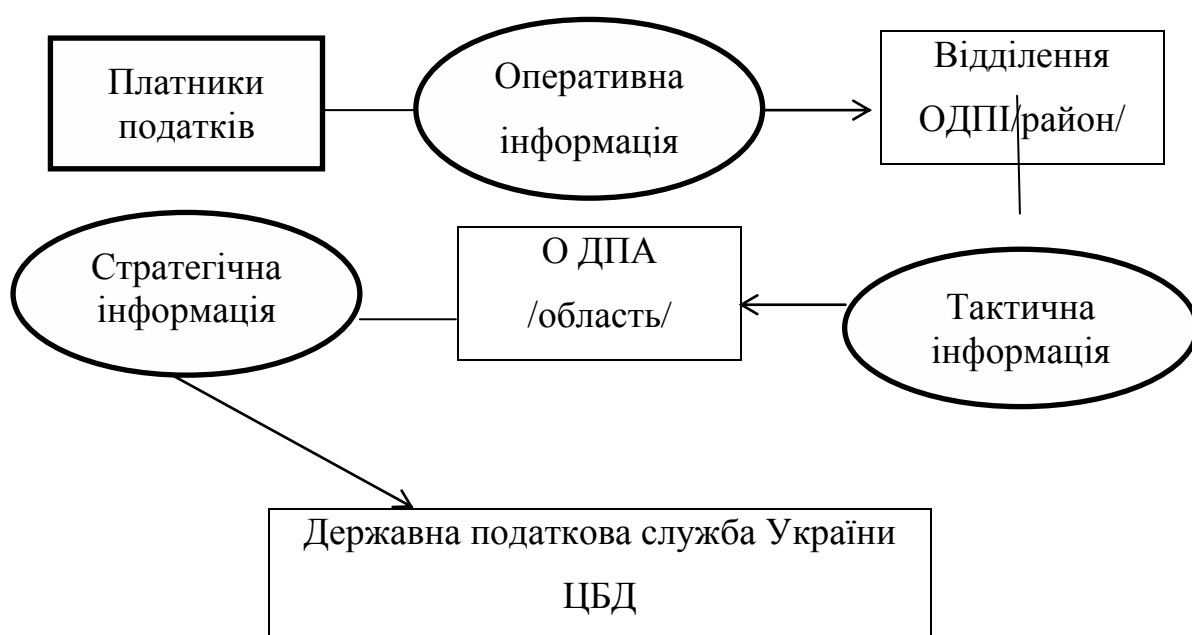 Платники
податків
Оперативна
інформація
Відділення
ОДПІ/район/
Стратегічна
інформація
О ДПА
/область/
Тактична
інформація
Державна податкова служба України
ЦБД